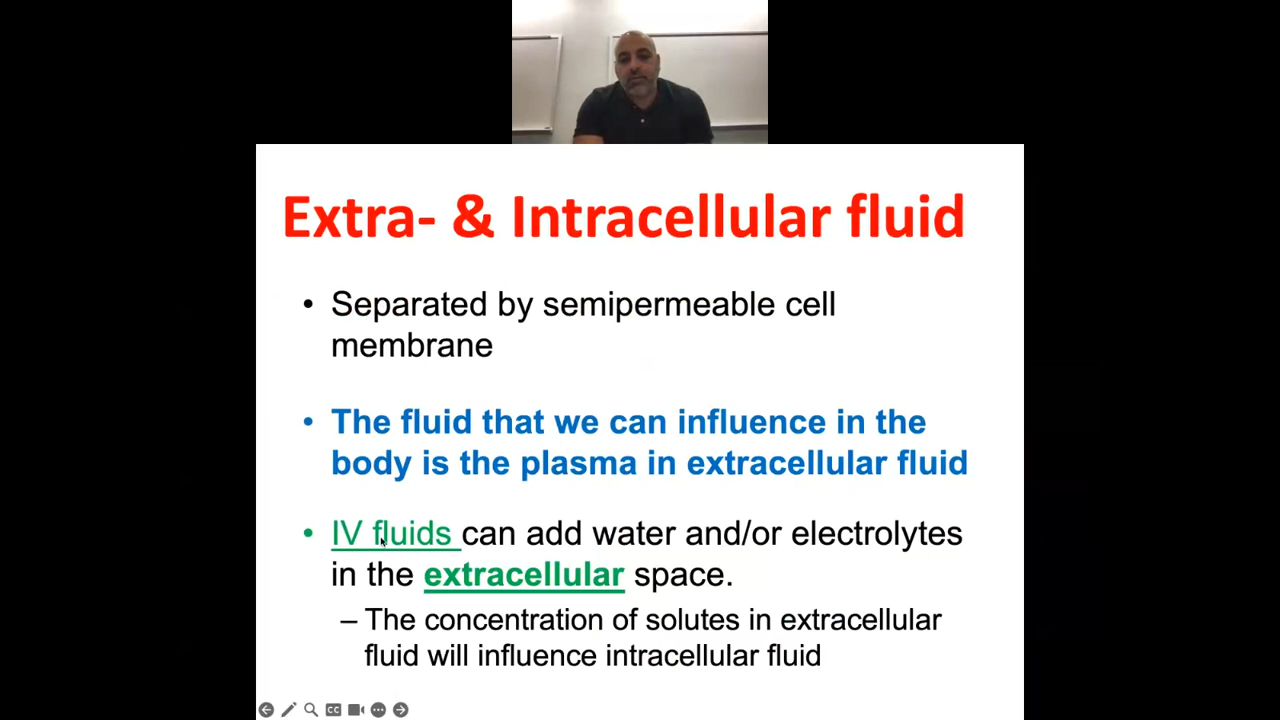 Extra- & Intracellular fluid
• Separated by semipermeable cell
membrane
• The fluid that we can influence in the
body is the plasma in extracellular fluid
• IV fluids can add water and/or electrolytes
in the extracellular space.
– The concentration of solutes in extracellular
fluid will influence intracellular fluid
CC